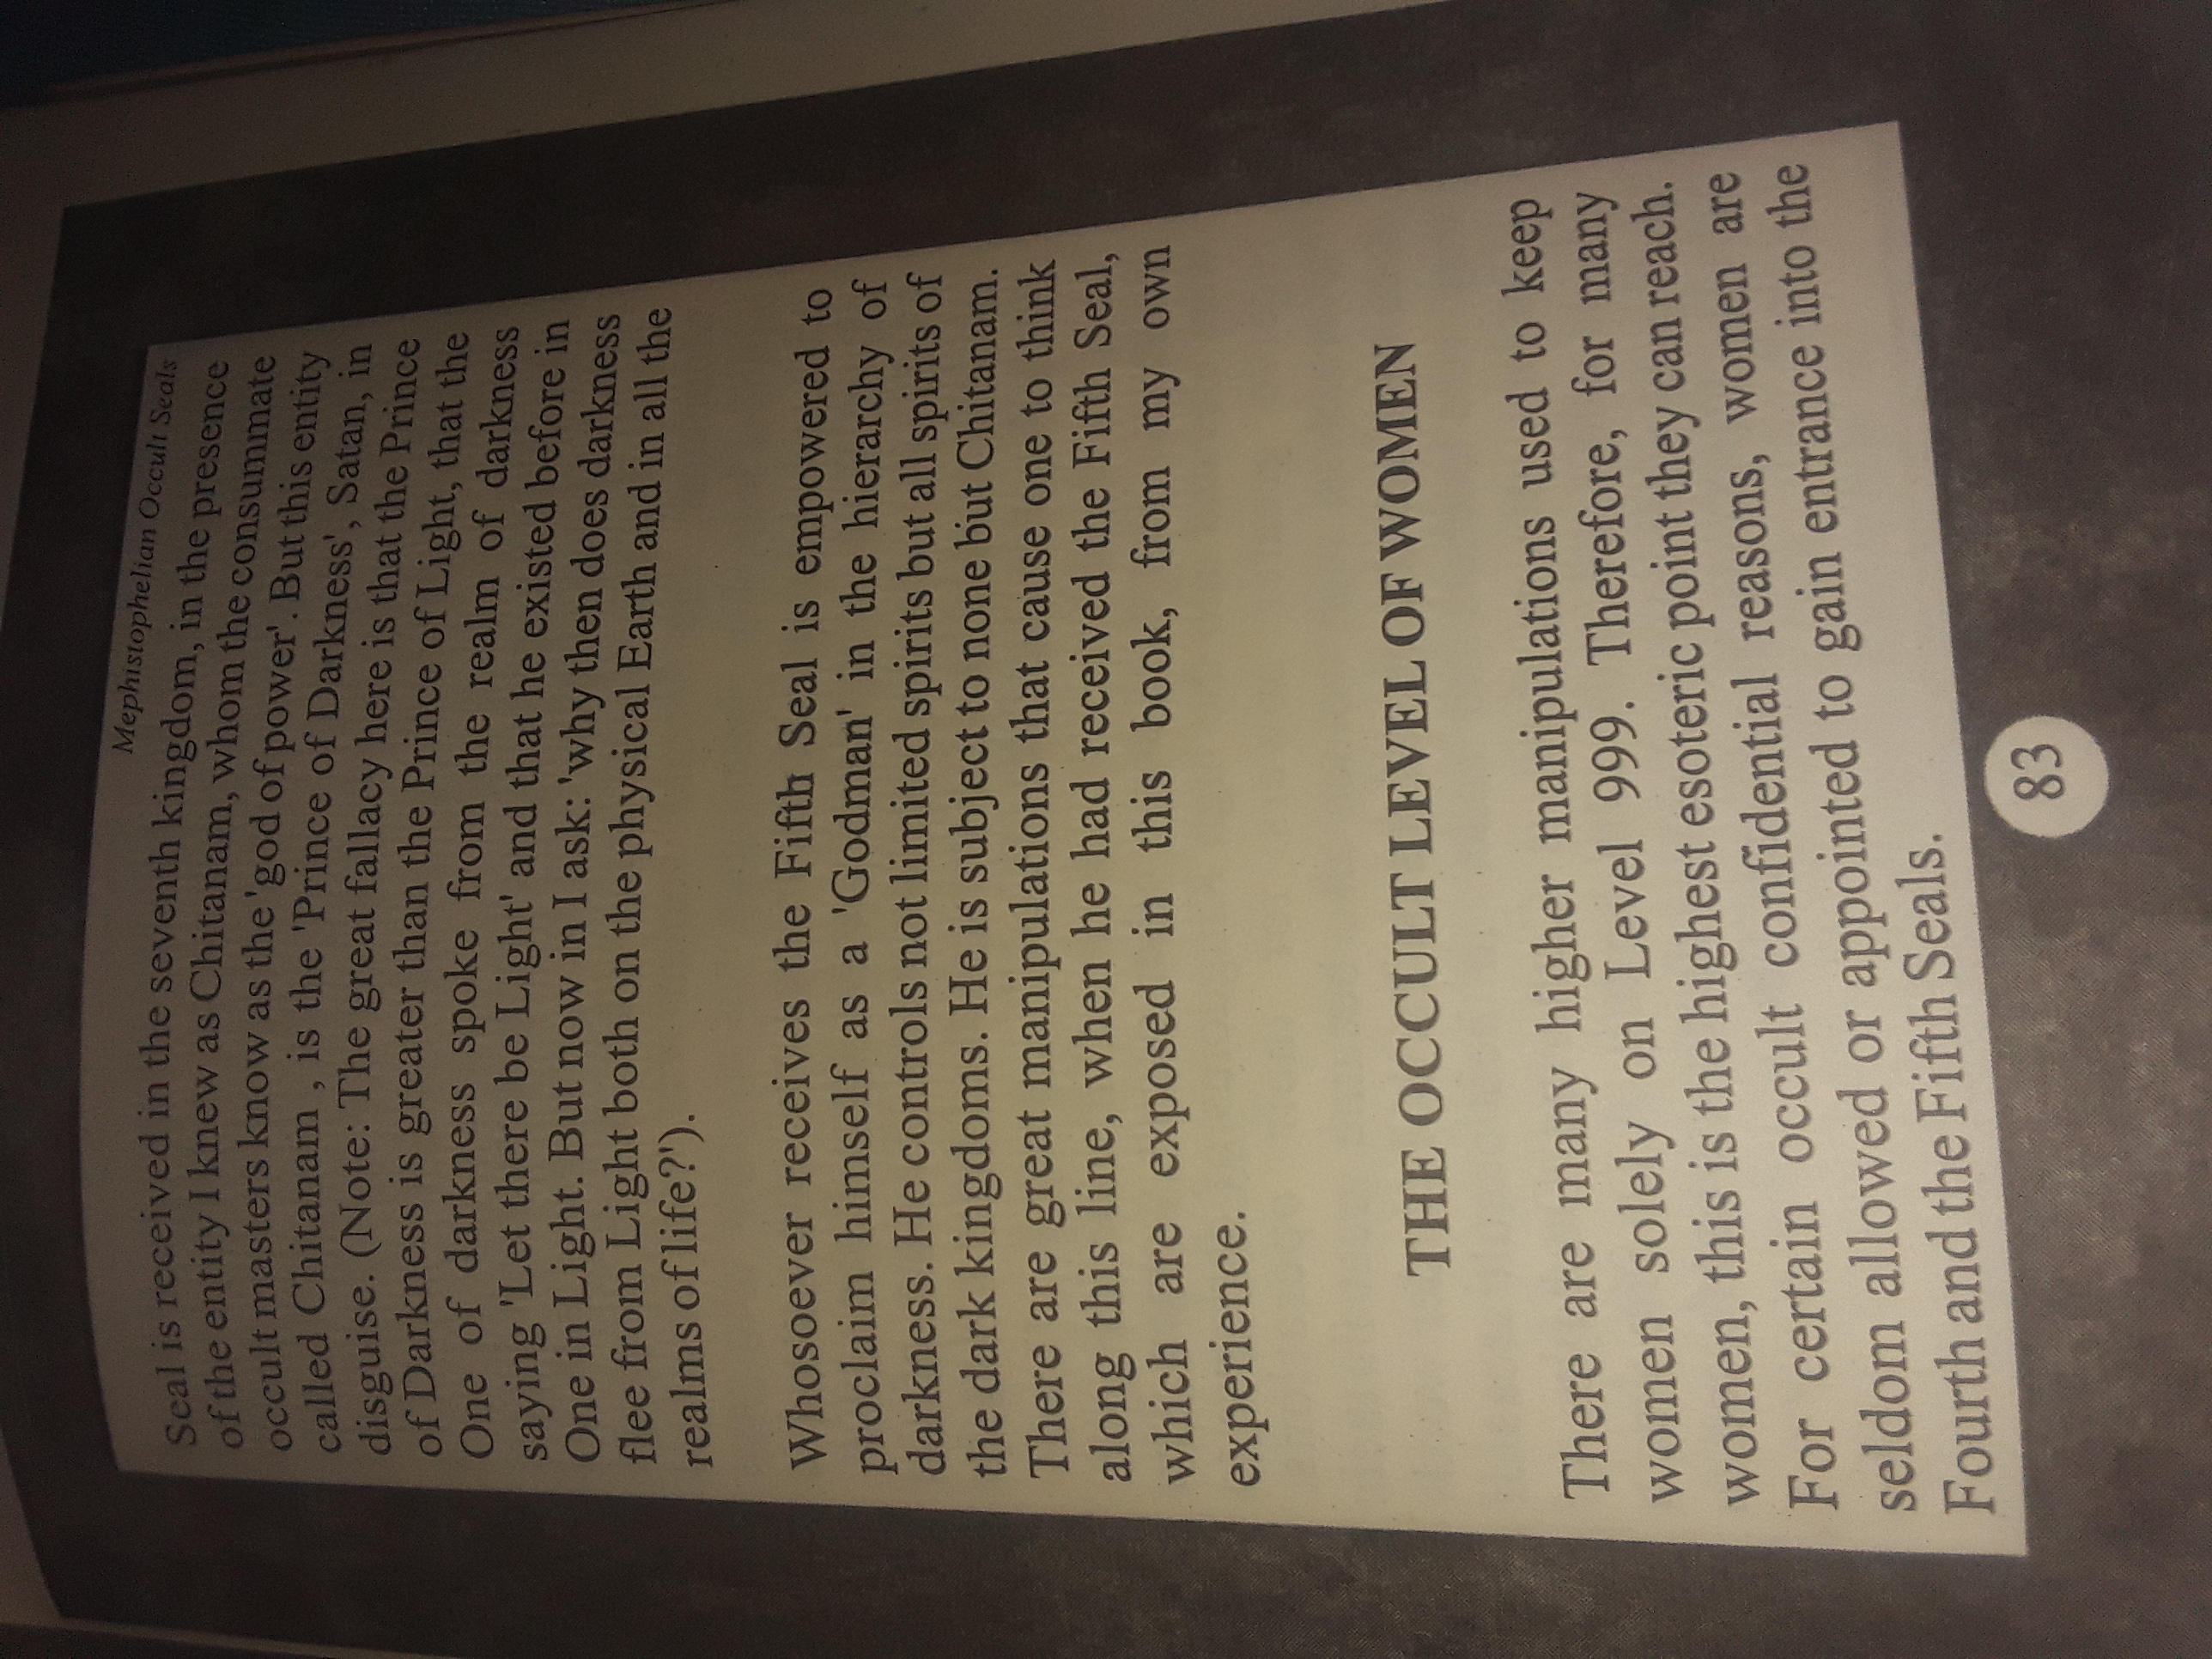 Mephistophelian Occult Seals
Seal is received in the seventh kingdom, in the presence
of the entity I knew as Chitanam, whom the consummate
occult masters know as the 'god of power'. But this entity
called Chitanam , is the 'Prince of Darkness', Satan, in
disguise. (Note: The great fallacy here is that the Prince
of Darkness is greater than the Prince of Light, that the
One of darkness spoke from the realm of darkness
saying 'Let there be Light' and that he existed before in
One in Light. But now in I ask: 'why then does darkness
flee from Light both on the physical Earth and in all the
realms of life?').
Whosoever receives the Fifth Seal is empowered to
proclaim himself as a 'Godman' in the hierarchy of
darkness. He controls not limited spirits but all spirits of
the dark kingdoms. He is subject to none but Chitanam.
There are great manipulations that cause one to think
along this line, when he had received the Fifth Seal,
which are exposed in this book, from my own
experience.
THE OCCULT LEVEL OF WOMEN
There are many higher manipulations used to keep
women solely on Level 999. Therefore, for many
women, this is the highest esoteric point they can reach.
For certain occult confidential reasons, women are
seldom allowed or appointed to gain entrance into the
Fourth and the Fifth Seals.
83